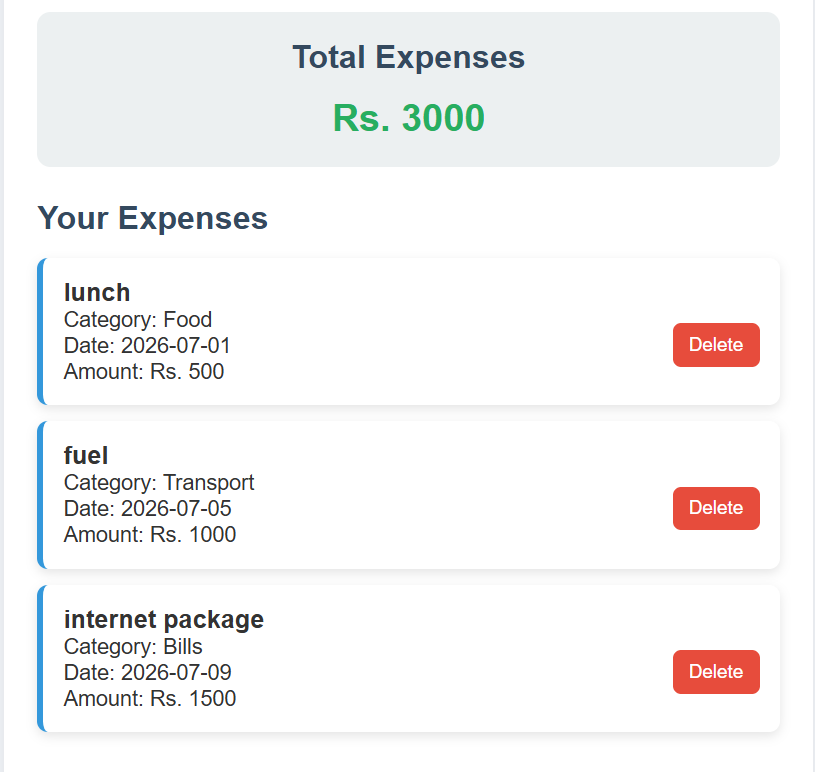 Total Expenses
Rs. 3000
Your Expenses
lunch
Category: Food
Date: 2026-07-01
Amount: Rs. 500
Delete
fuel
Category: Transport
Date: 2026-07-05
Amount: Rs. 1000
Delete
internet package
Category: Bills
Date: 2026-07-09
Amount: Rs. 1500
Delete